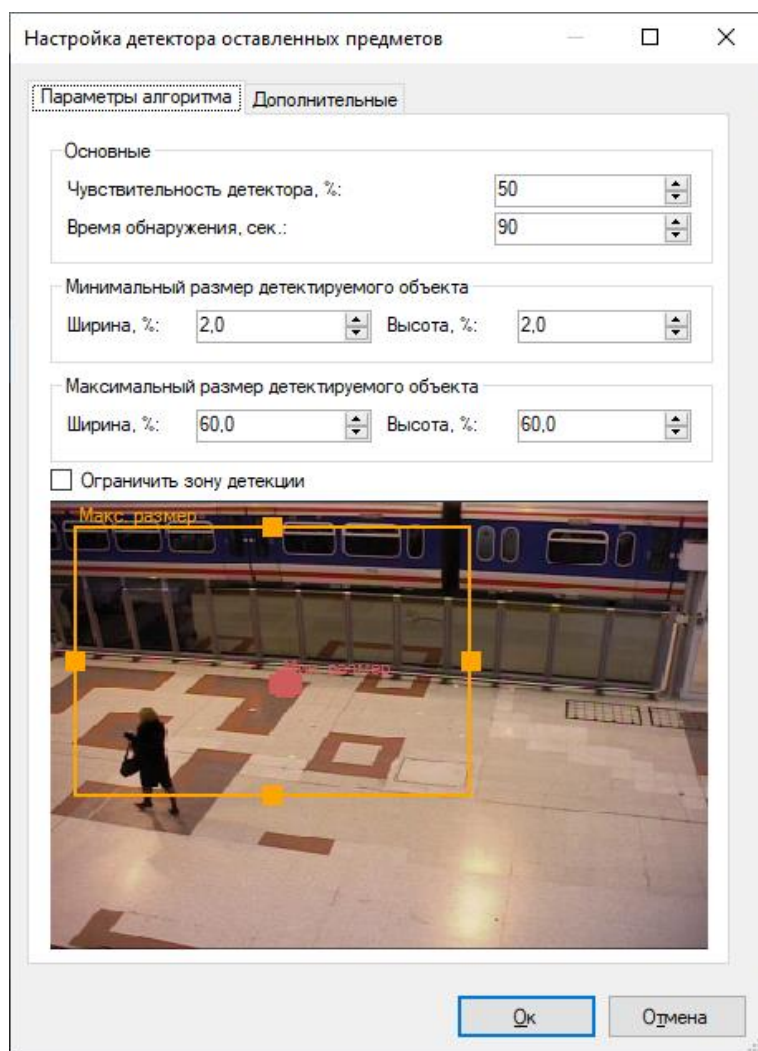 Настройка детектора оставленных предметов
Параметры алгоритма Дополнительные
Основные
Чувствительность детектора, %: 50
Время обнаружения, сек.: 90
Минимальный размер детектируемого объекта
Ширина, %: 2,0 Высота, %: 2,0
Максимальный размер детектируемого объекта
Ширина, %: 60,0 Высота, %: 60,0
Ограничить зону детекции
Макс. размер
Мин. размер
Ок Отмена